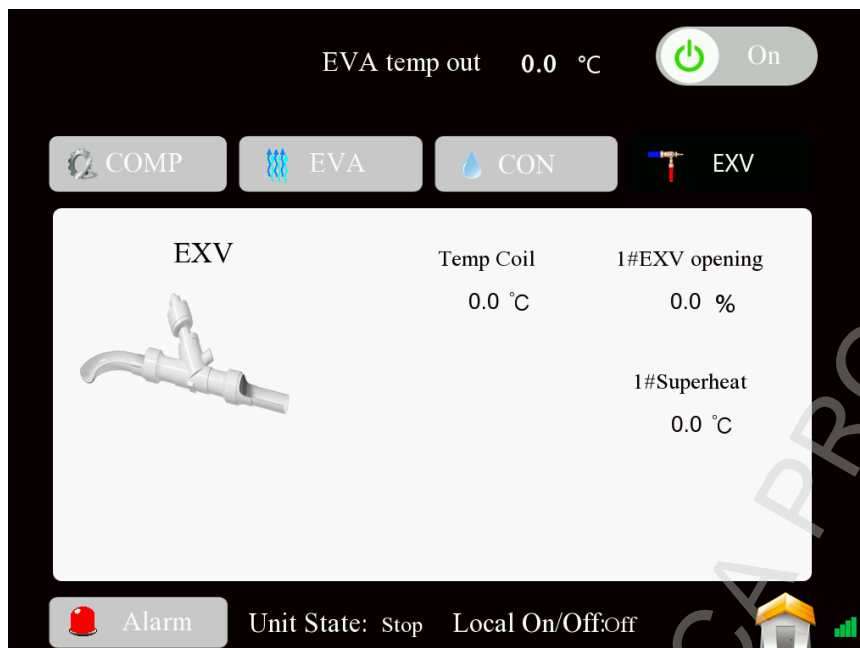 EVA temp out 0.0 °C On
COMP EVA CON EXV
EXV Temp Coil 1#EXV opening
0.0 °C 0.0 %
1#Superheat
0.0 °C
Alarm Unit State: Stop Local On/Off:Off